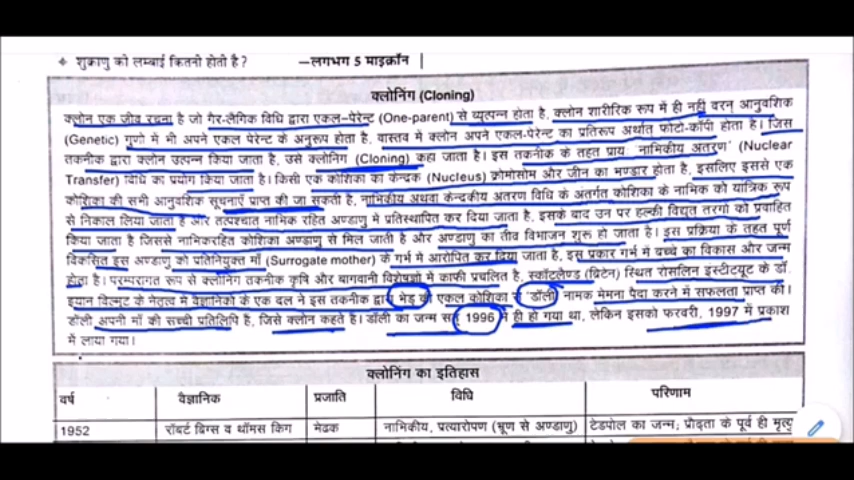 ❖ शुक्राणु को लम्बाई कितनी होती है? –लगभग 5 माइक्रॉन
क्लोनिंग (Cloning)
क्लोन एक जीव रचना है जो गैर-लैगिक विधि द्वारा एकल-पेरेन्ट (One-parent) से व्युत्पन्न होता है, क्लोन शारीरिक रूप में ही नहीं वरन् आनुवशिक
(Genetic) गुणो में भी अपने एकल पेरेन्ट के अनुरूप होता है, वास्तव में क्लोन अपने एकल-पेरेन्ट का प्रतिरूप अर्थात् फोटो-कॉपी होता है। जिस
तकनीक द्वारा क्लोन उत्पन्न किया जाता है, उसे क्लोनिग (Cloning) कहा जाता है। इस तकनीक के तहत प्राय 'नाभिकीय अंतरण' (Nuclear
Transfer) विधि का प्रयोग किया जाता है। किसी एक कोशिका का केन्द्रक (Nucleus) क्रोमोसोम और जीन का भण्डार होता है, इसलिए इससे एक
कोशिका की सभी आनुवशिक सूचनाएँ प्राप्त की जा सकती है, नाभिकीय अथवा केन्द्रकीय अतरण विधि के अंतर्गत कोशिका के नाभिक को यांत्रिक रूप
से निकाल लिया जाता है और तत्पश्चात नाभिक रहित अण्डाणु मे प्रतिस्थापित कर दिया जाता है, इसके बाद उन पर हल्की विद्युत तरगो को प्रवाहित
किया जाता है जिससे नाभिकरहित कोशिका अण्डाणु से मिल जाती है और अण्डाणु का तीव्र विभाजन शुरू हो जाता है। इस प्रक्रिया के तहत पूर्ण
विकसित इस अण्डाणु को प्रतिनियुक्त माँ (Surrogate mother) के गर्भ मे आरोपित कर दिया जाता है, इस प्रकार गर्भ में बच्चे का विकास और जन्म
होता है। परम्परागत रूप से क्लोनिंग तकनीक कृषि और बागवानी विशेषज्ञो में काफी प्रचलित है, स्कॉटलैण्ड (ब्रिटेन) स्थित रोसलिन इंस्टीटयूट के डॉ.
इयान विल्मुट के नेतृत्व मे वैज्ञानिको के एक दल ने इस तकनीक द्वारा भेड़ की एकल कोशिका से 'डॉली' नामक मेमना पैदा करने में सफलता प्राप्त की।
डॉली अपनी माँ की सच्ची प्रतिलिपि है, जिसे क्लोन कहते है। डॉली का जन्म सन् 1996 में ही हो गया था, लेकिन इसको फरवरी, 1997 में प्रकाश
में लाया गया।
क्लोनिंग का इतिहास
वर्ष वैज्ञानिक प्रजाति विधि परिणाम
1952 रॉबर्ट ब्रिग्स व थॉमस किग मेढक नाभिकीय, प्रत्यारोपण (भ्रूण से अण्डाणु) टेडपोल का जन्म; प्रौढ़ता के पूर्व ही मृत्यु